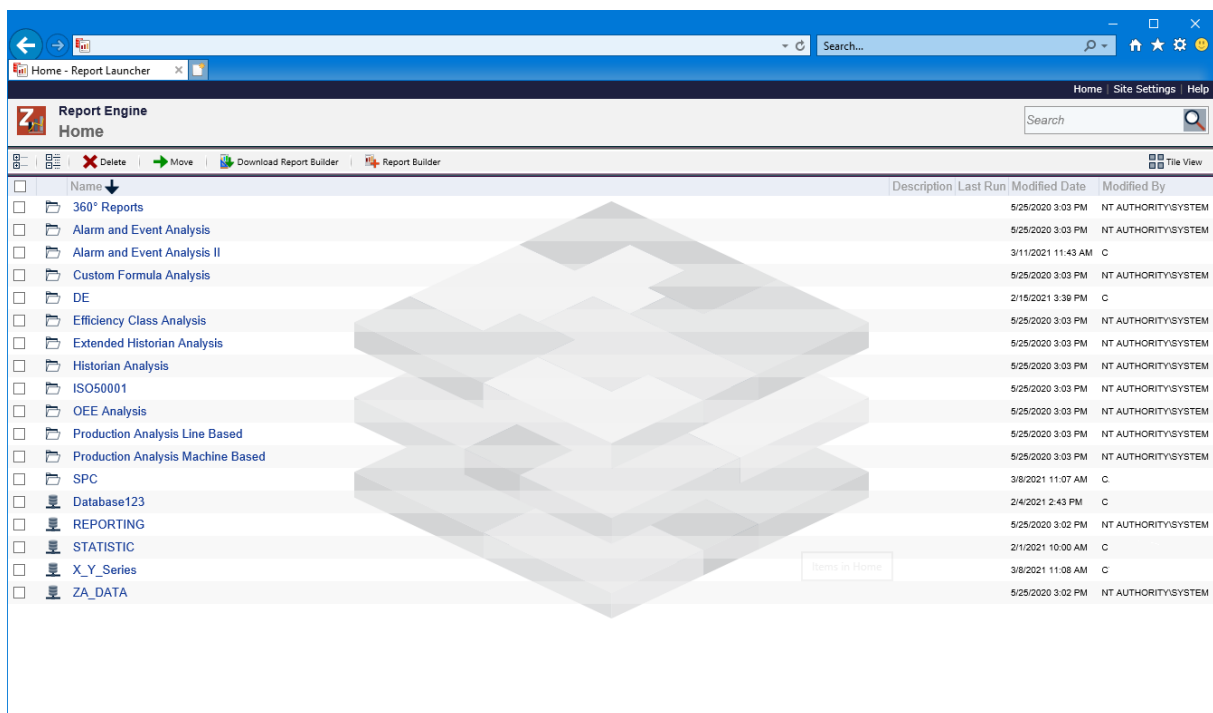 Search...
Home - Report Launcher
Home | Site Settings | Help
Report Engine
Home
Search
Delete | Move | Download Report Builder | Report Builder
Tile View
Name Description Last Run Modified Date Modified By
360° Reports 5/25/2020 3:03 PM NT AUTHORITY\SYSTEM
Alarm and Event Analysis 5/25/2020 3:03 PM NT AUTHORITY\SYSTEM
Alarm and Event Analysis II 3/11/2021 11:43 AM C
Custom Formula Analysis 5/25/2020 3:03 PM NT AUTHORITY\SYSTEM
DE 2/15/2021 3:39 PM C
Efficiency Class Analysis 5/25/2020 3:03 PM NT AUTHORITY\SYSTEM
Extended Historian Analysis 5/25/2020 3:03 PM NT AUTHORITY\SYSTEM
Historian Analysis 5/25/2020 3:03 PM NT AUTHORITY\SYSTEM
ISO50001 5/25/2020 3:03 PM NT AUTHORITY\SYSTEM
OEE Analysis 5/25/2020 3:03 PM NT AUTHORITY\SYSTEM
Production Analysis Line Based 5/25/2020 3:03 PM NT AUTHORITY\SYSTEM
Production Analysis Machine Based 5/25/2020 3:03 PM NT AUTHORITY\SYSTEM
SPC 3/8/2021 11:07 AM C
Database123 2/4/2021 2:43 PM C
REPORTING 5/25/2020 3:02 PM NT AUTHORITY\SYSTEM
STATISTIC 2/1/2021 10:00 AM C
X_Y_Series 3/8/2021 11:08 AM C
Items in Home
ZA_DATA 5/25/2020 3:02 PM NT AUTHORITY\SYSTEM